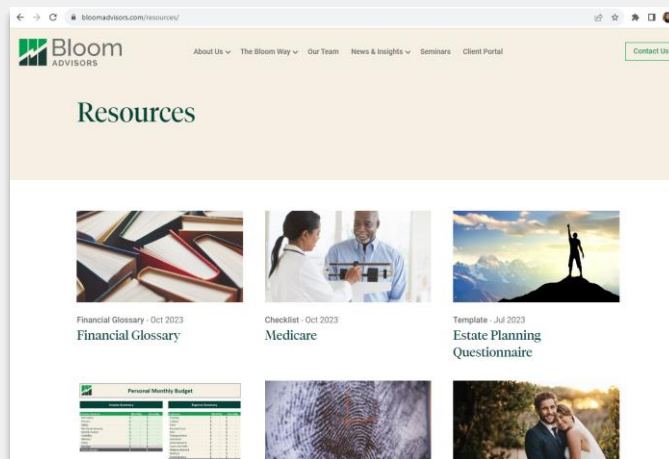 bloomadvisors.com/resources/
Bloom
ADVISORS
About Us
The Bloom Way
Our Team
News & Insights
Seminars
Client Portal
Contact Us
Resources
Financial Glossary - Oct 2023
Financial Glossary
Checklist - Oct 2023
Medicare
Template - Jul 2023
Estate Planning
Questionnaire
Personal Monthly Budget